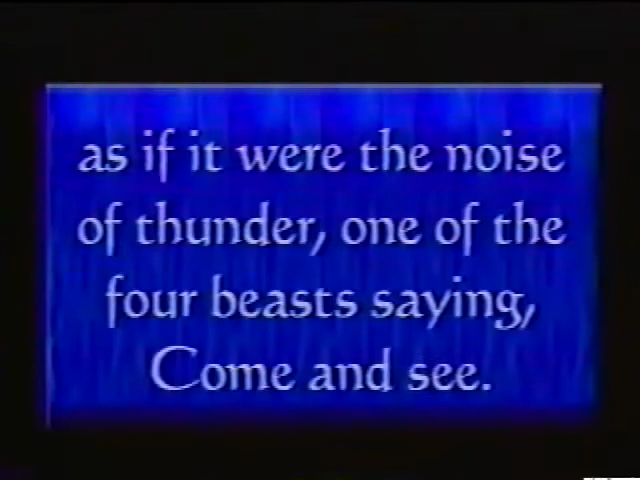 as if it were the noise
of thunder, one of the
four beasts saying,
Come and see.